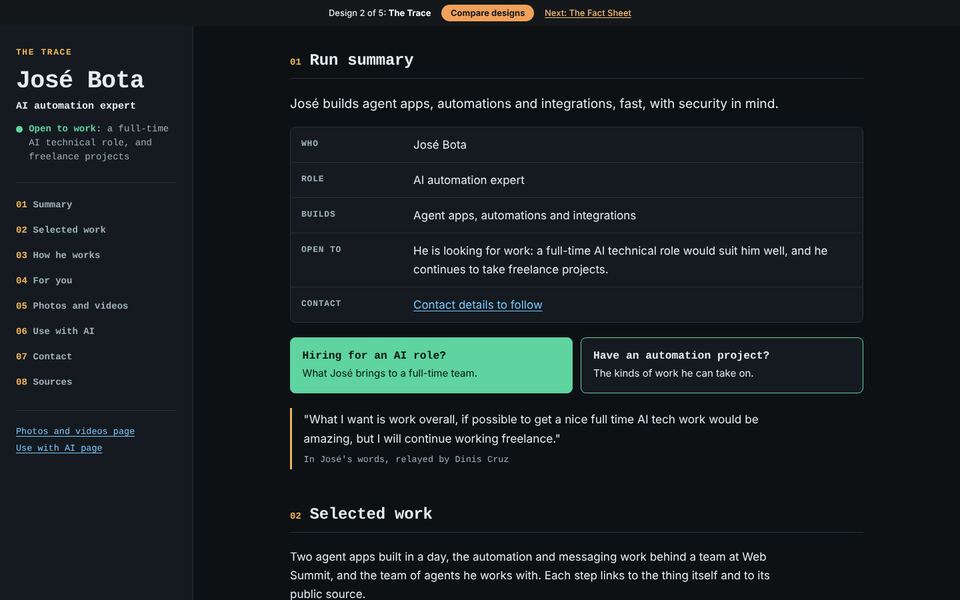 Design 2 of 5: The Trace
Compare designs
Next: The Fact Sheet
THE TRACE
José Bota
AI automation expert
Open to work: a full-time
AI technical role, and
freelance projects
01 Summary
02 Selected work
03 How he works
04 For you
05 Photos and videos
06 Use with AI
07 Contact
08 Sources
Photos and videos page
Use with AI page
01 Run summary
José builds agent apps, automations and integrations, fast, with security in mind.
WHO
José Bota
ROLE
AI automation expert
BUILDS
Agent apps, automations and integrations
OPEN TO
He is looking for work: a full-time AI technical role would suit him well, and he
continues to take freelance projects.
CONTACT
Contact details to follow
Hiring for an AI role?
What José brings to a full-time team.
Have an automation project?
The kinds of work he can take on.
"What I want is work overall, if possible to get a nice full time AI tech work would be
amazing, but I will continue working freelance."
In José's words, relayed by Dinis Cruz
02 Selected work
Two agent apps built in a day, the automation and messaging work behind a team at Web
Summit, and the team of agents he works with. Each step links to the thing itself and to its
public source.